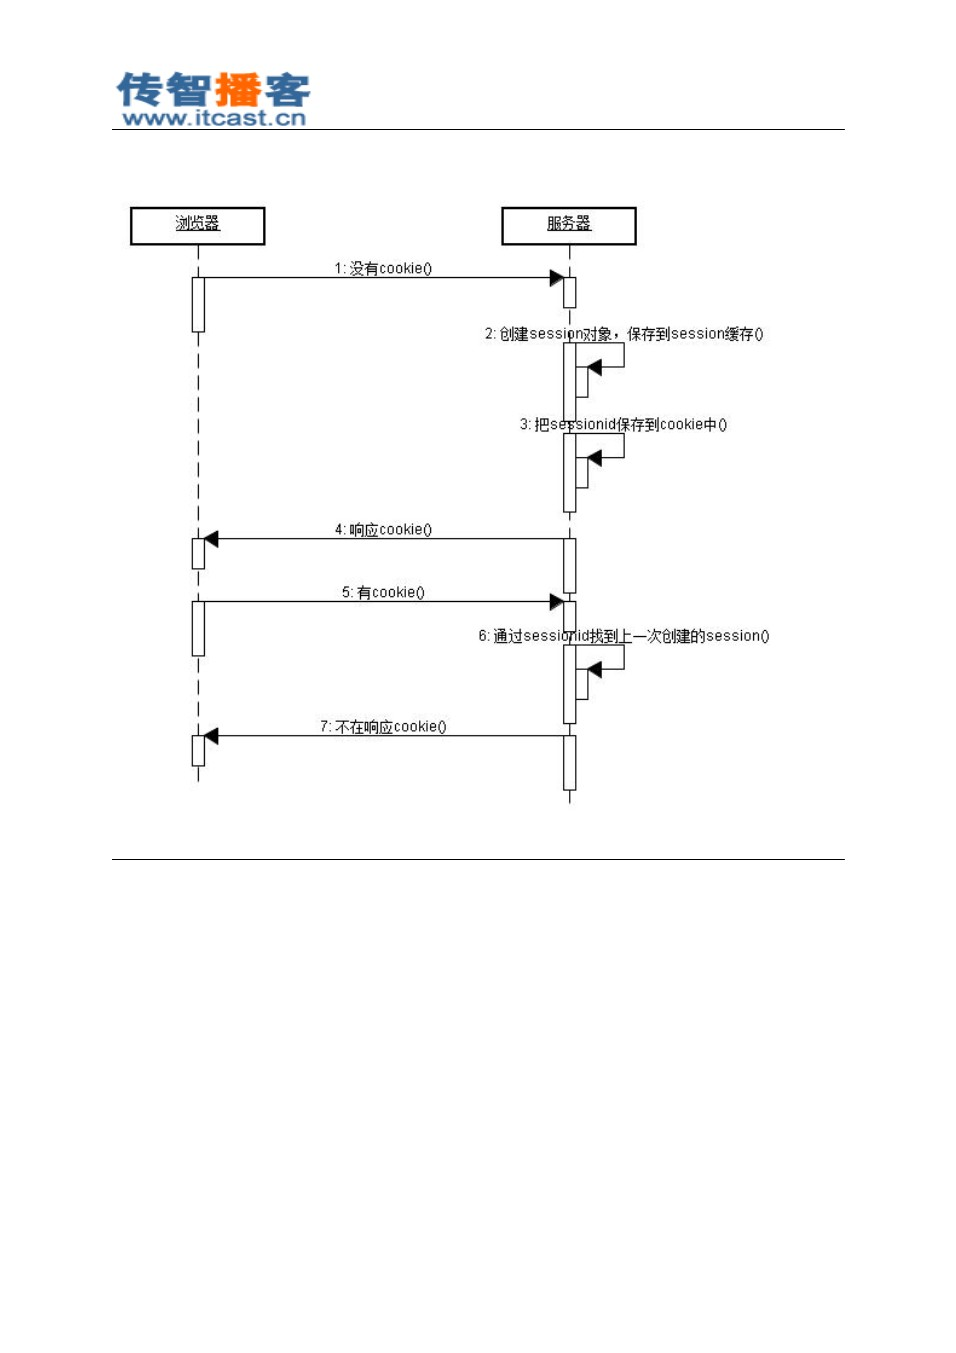 传智播客
www.itcast.cn
浏览器
服务器
1: 没有cookie()
2: 创建session对象，保存到session缓存()
3: 把sessionid保存到cookie中()
4: 响应cookie()
5: 有cookie()
6: 通过sessionid找到上一次创建的session()
7: 不在响应cookie()